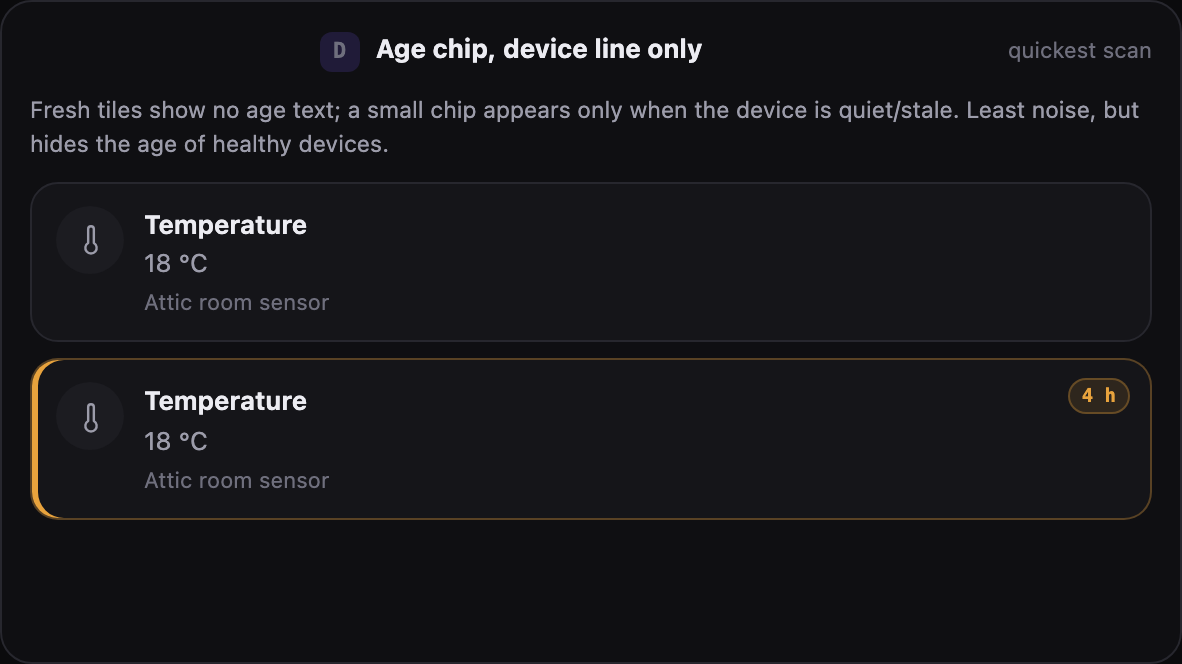 D Age chip, device line only quickest scan
Fresh tiles show no age text; a small chip appears only when the device is quiet/stale. Least noise, but
hides the age of healthy devices.
Temperature
18 °C
Attic room sensor
Temperature 4 h
18 °C
Attic room sensor